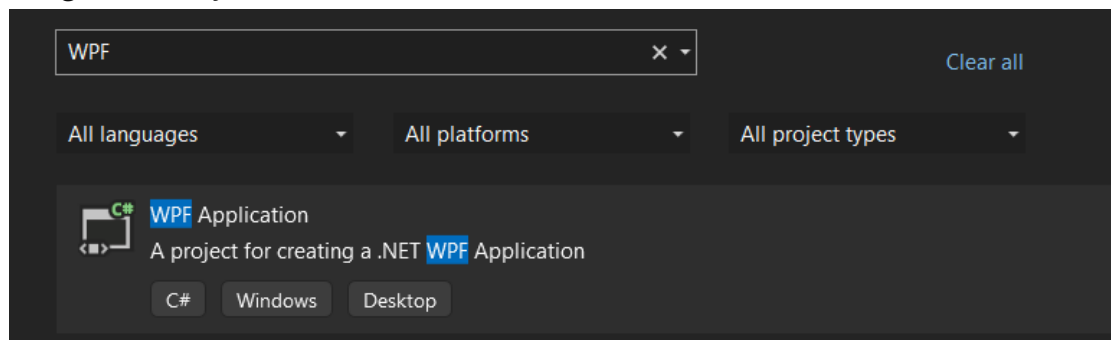 WPF
Clear all
All languages
All platforms
All project types
C#
WPF Application
A project for creating a .NET WPF Application
C#
Windows
Desktop